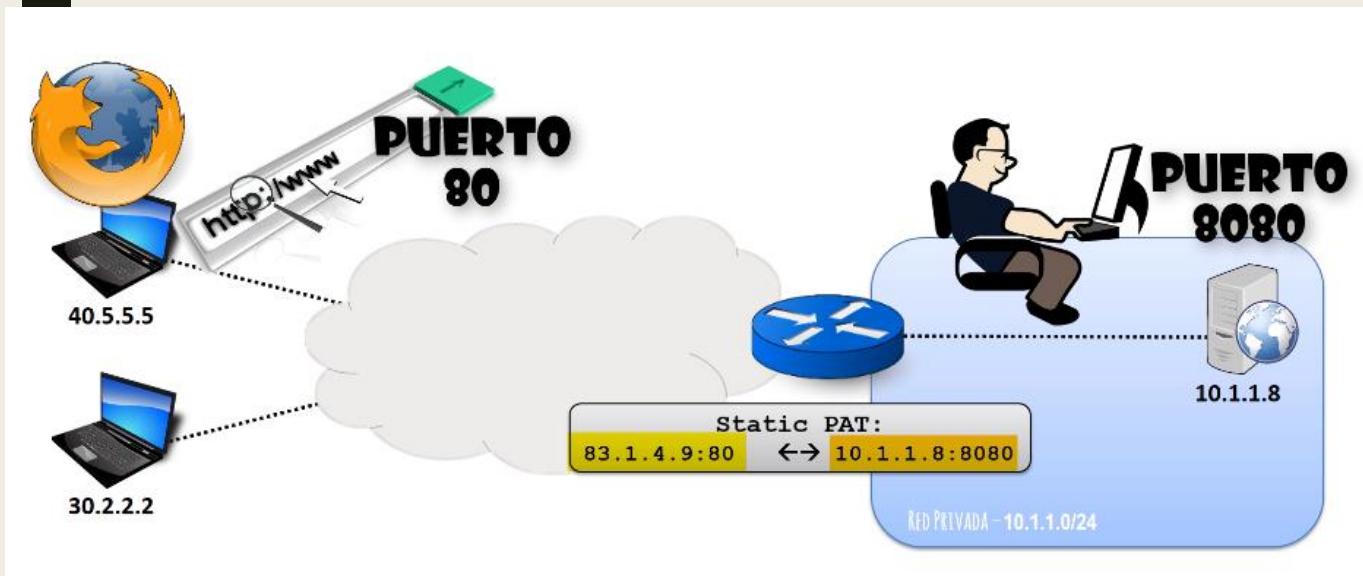 http:/www
PUERTO
80
40.5.5.5
30.2.2.2
PUERTO
8080
10.1.1.8
Static PAT:
83.1.4.9:80 ←→ 10.1.1.8:8080
RED PRIVADA – 10.1.1.0/24